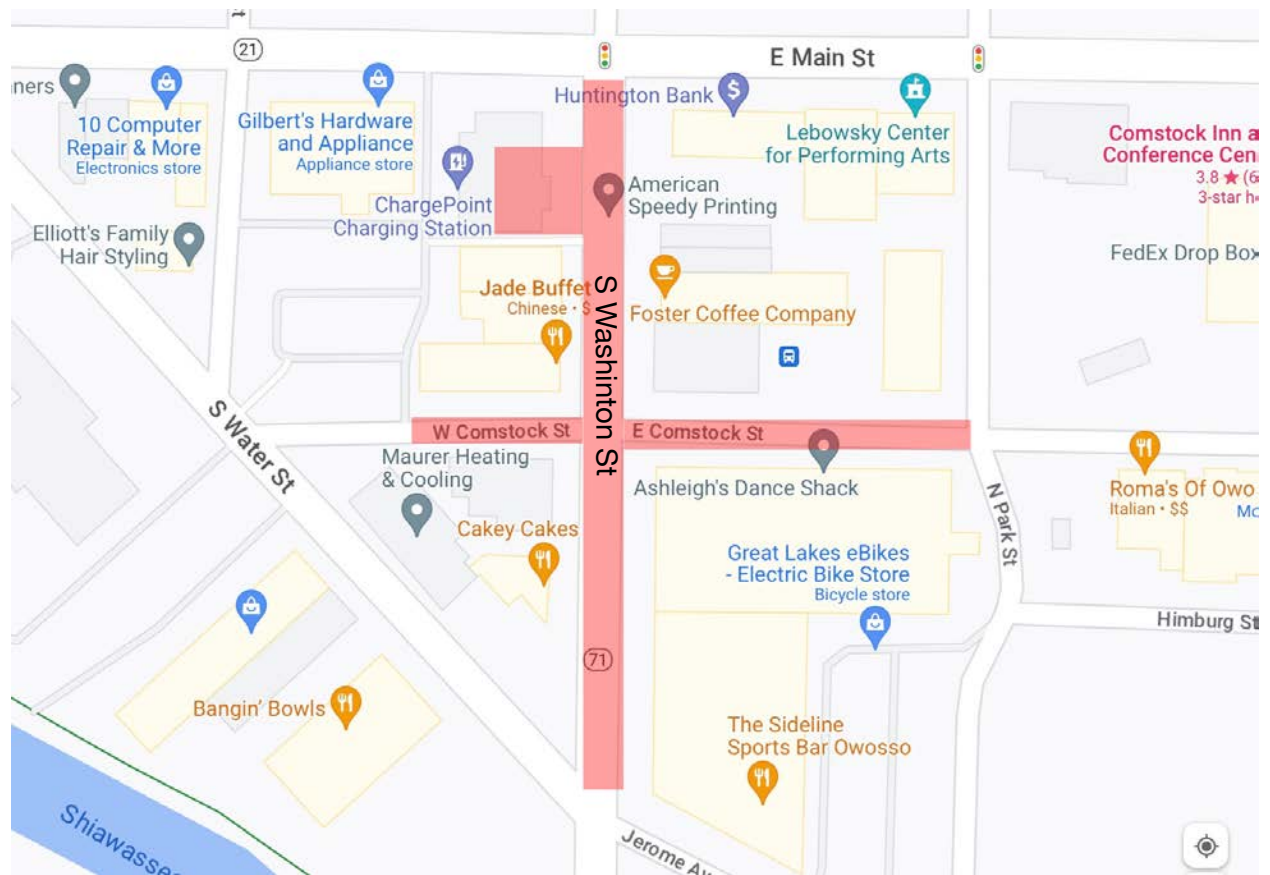 21
E Main St
ners
Huntington Bank
10 Computer
Repair & More
Electronics store
Gilbert's Hardware
and Appliance
Appliance store
Lebowsky Center
for Performing Arts
Comstock Inn a
Conference Cen
3.8 ★ (6
3-star h
American
Speedy Printing
ChargePoint
Charging Station
Elliott's Family
Hair Styling
FedEx Drop Box
Jade Buffet
Chinese • $
S Washinton St
Foster Coffee Company
S Water St
W Comstock St
E Comstock St
Maurer Heating
& Cooling
Ashleigh's Dance Shack
N Park St
Roma's Of Owo
Italian • $$
Mo
Cakey Cakes
Great Lakes eBikes
- Electric Bike Store
Bicycle store
Himburg St
71
Bangin' Bowls
The Sideline
Sports Bar Owosso
Shiawasse
Jerome Av